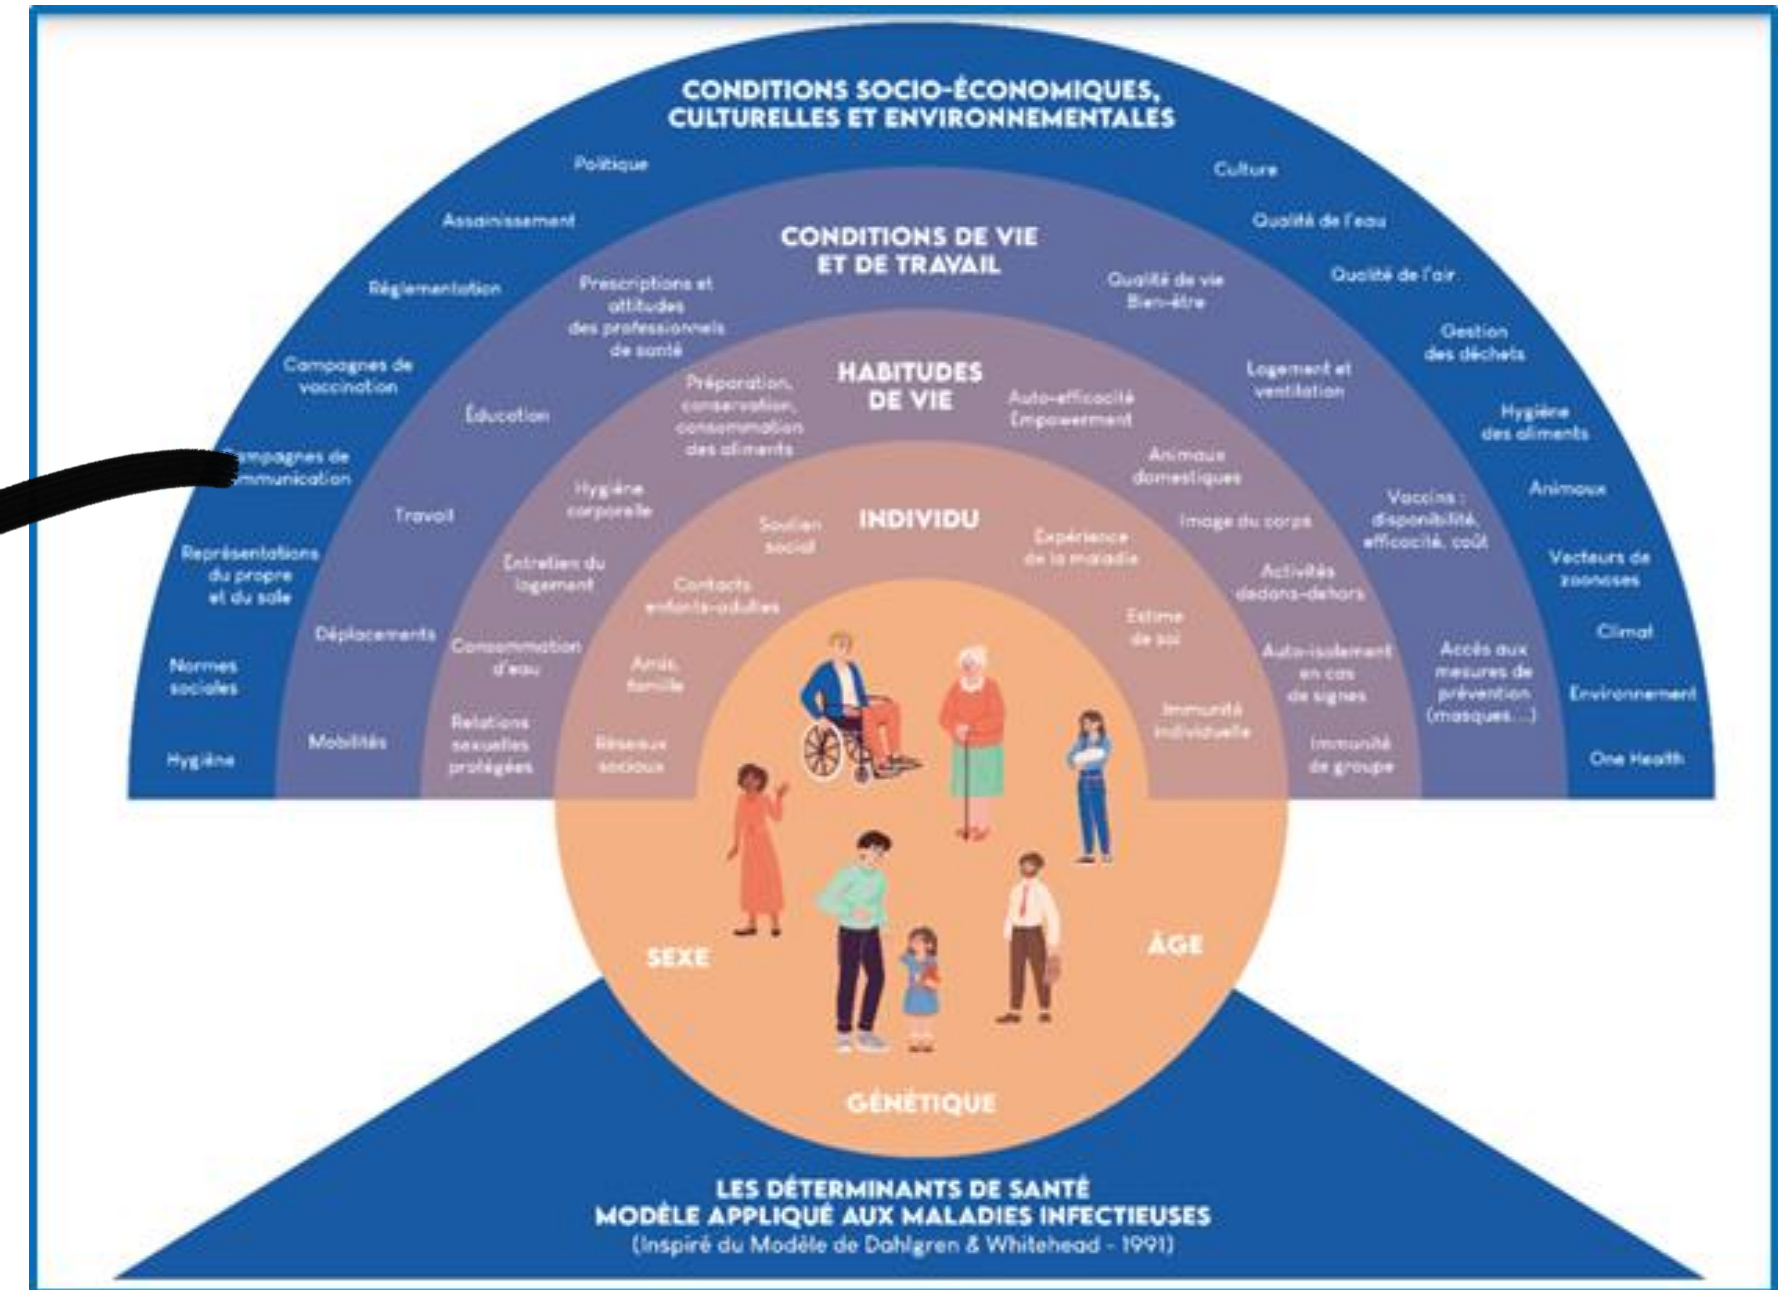 CONDITIONS SOCIO-ÉCONOMIQUES,
CULTURELLES ET ENVIRONNEMENTALES
Politique
Assainissement
Réglementation
Campagnes de
vaccination
mpagnes de
mmunication
Représentations
du propre
et du sale
Normes
sociales
Hygiène
Culture
Qualité de l'eau
Qualité de l'air
Gestion
des déchets
Hygiène
des aliments
Animaux
Vecteurs de
zoonoses
Climat
Environnement
One Health
CONDITIONS DE VIE
ET DE TRAVAIL
Prescriptions et
attitudes
des professionnels
de santé
Éducation
Travail
Déplacements
Mobilités
Qualité de vie
Bien-être
Logement et
ventilation
Vaccins :
disponibilité,
efficacité, coût
Accès aux
mesures de
prévention
(masques...)
HABITUDES
DE VIE
Préparation,
conservation,
consommation
des aliments
Hygiène
corporelle
Entretien du
logement
Consommation
d'eau
Relations
sexuelles
protégées
Auto-efficacité
Empowerment
Animaux
domestiques
Image du corps
Activités
dedans-dehors
Auto-isolement
en cas
de signes
Immunité
de groupe
INDIVIDU
Soutien
social
Contacts
enfants-adultes
Amis,
famille
Réseaux
sociaux
Expérience
de la maladie
Estime
de soi
Immunité
individuelle
SEXE
ÂGE
GÉNÉTIQUE
LES DÉTERMINANTS DE SANTÉ
MODÈLE APPLIQUÉ AUX MALADIES INFECTIEUSES
(Inspiré du Modèle de Dahlgren & Whitehead - 1991)